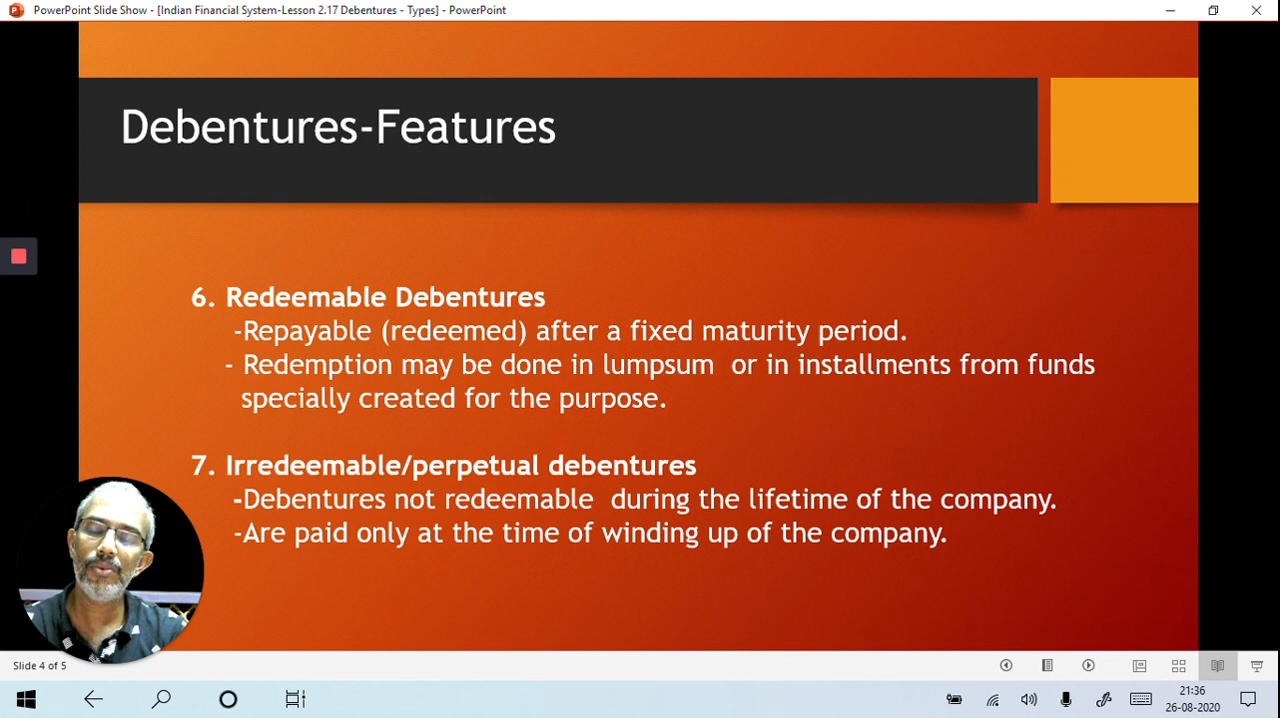 PowerPoint Slide Show - [Indian Financial System-Lesson 2.17 Debentures - Types] - PowerPoint
Debentures-Features
6. Redeemable Debentures
-Repayable (redeemed) after a fixed maturity period.
- Redemption may be done in lumpsum or in installments from funds
specially created for the purpose.
7. Irredeemable/perpetual debentures
-Debentures not redeemable during the lifetime of the company.
-Are paid only at the time of winding up of the company.
Slide 4 of 5
21:36
26-08-2020